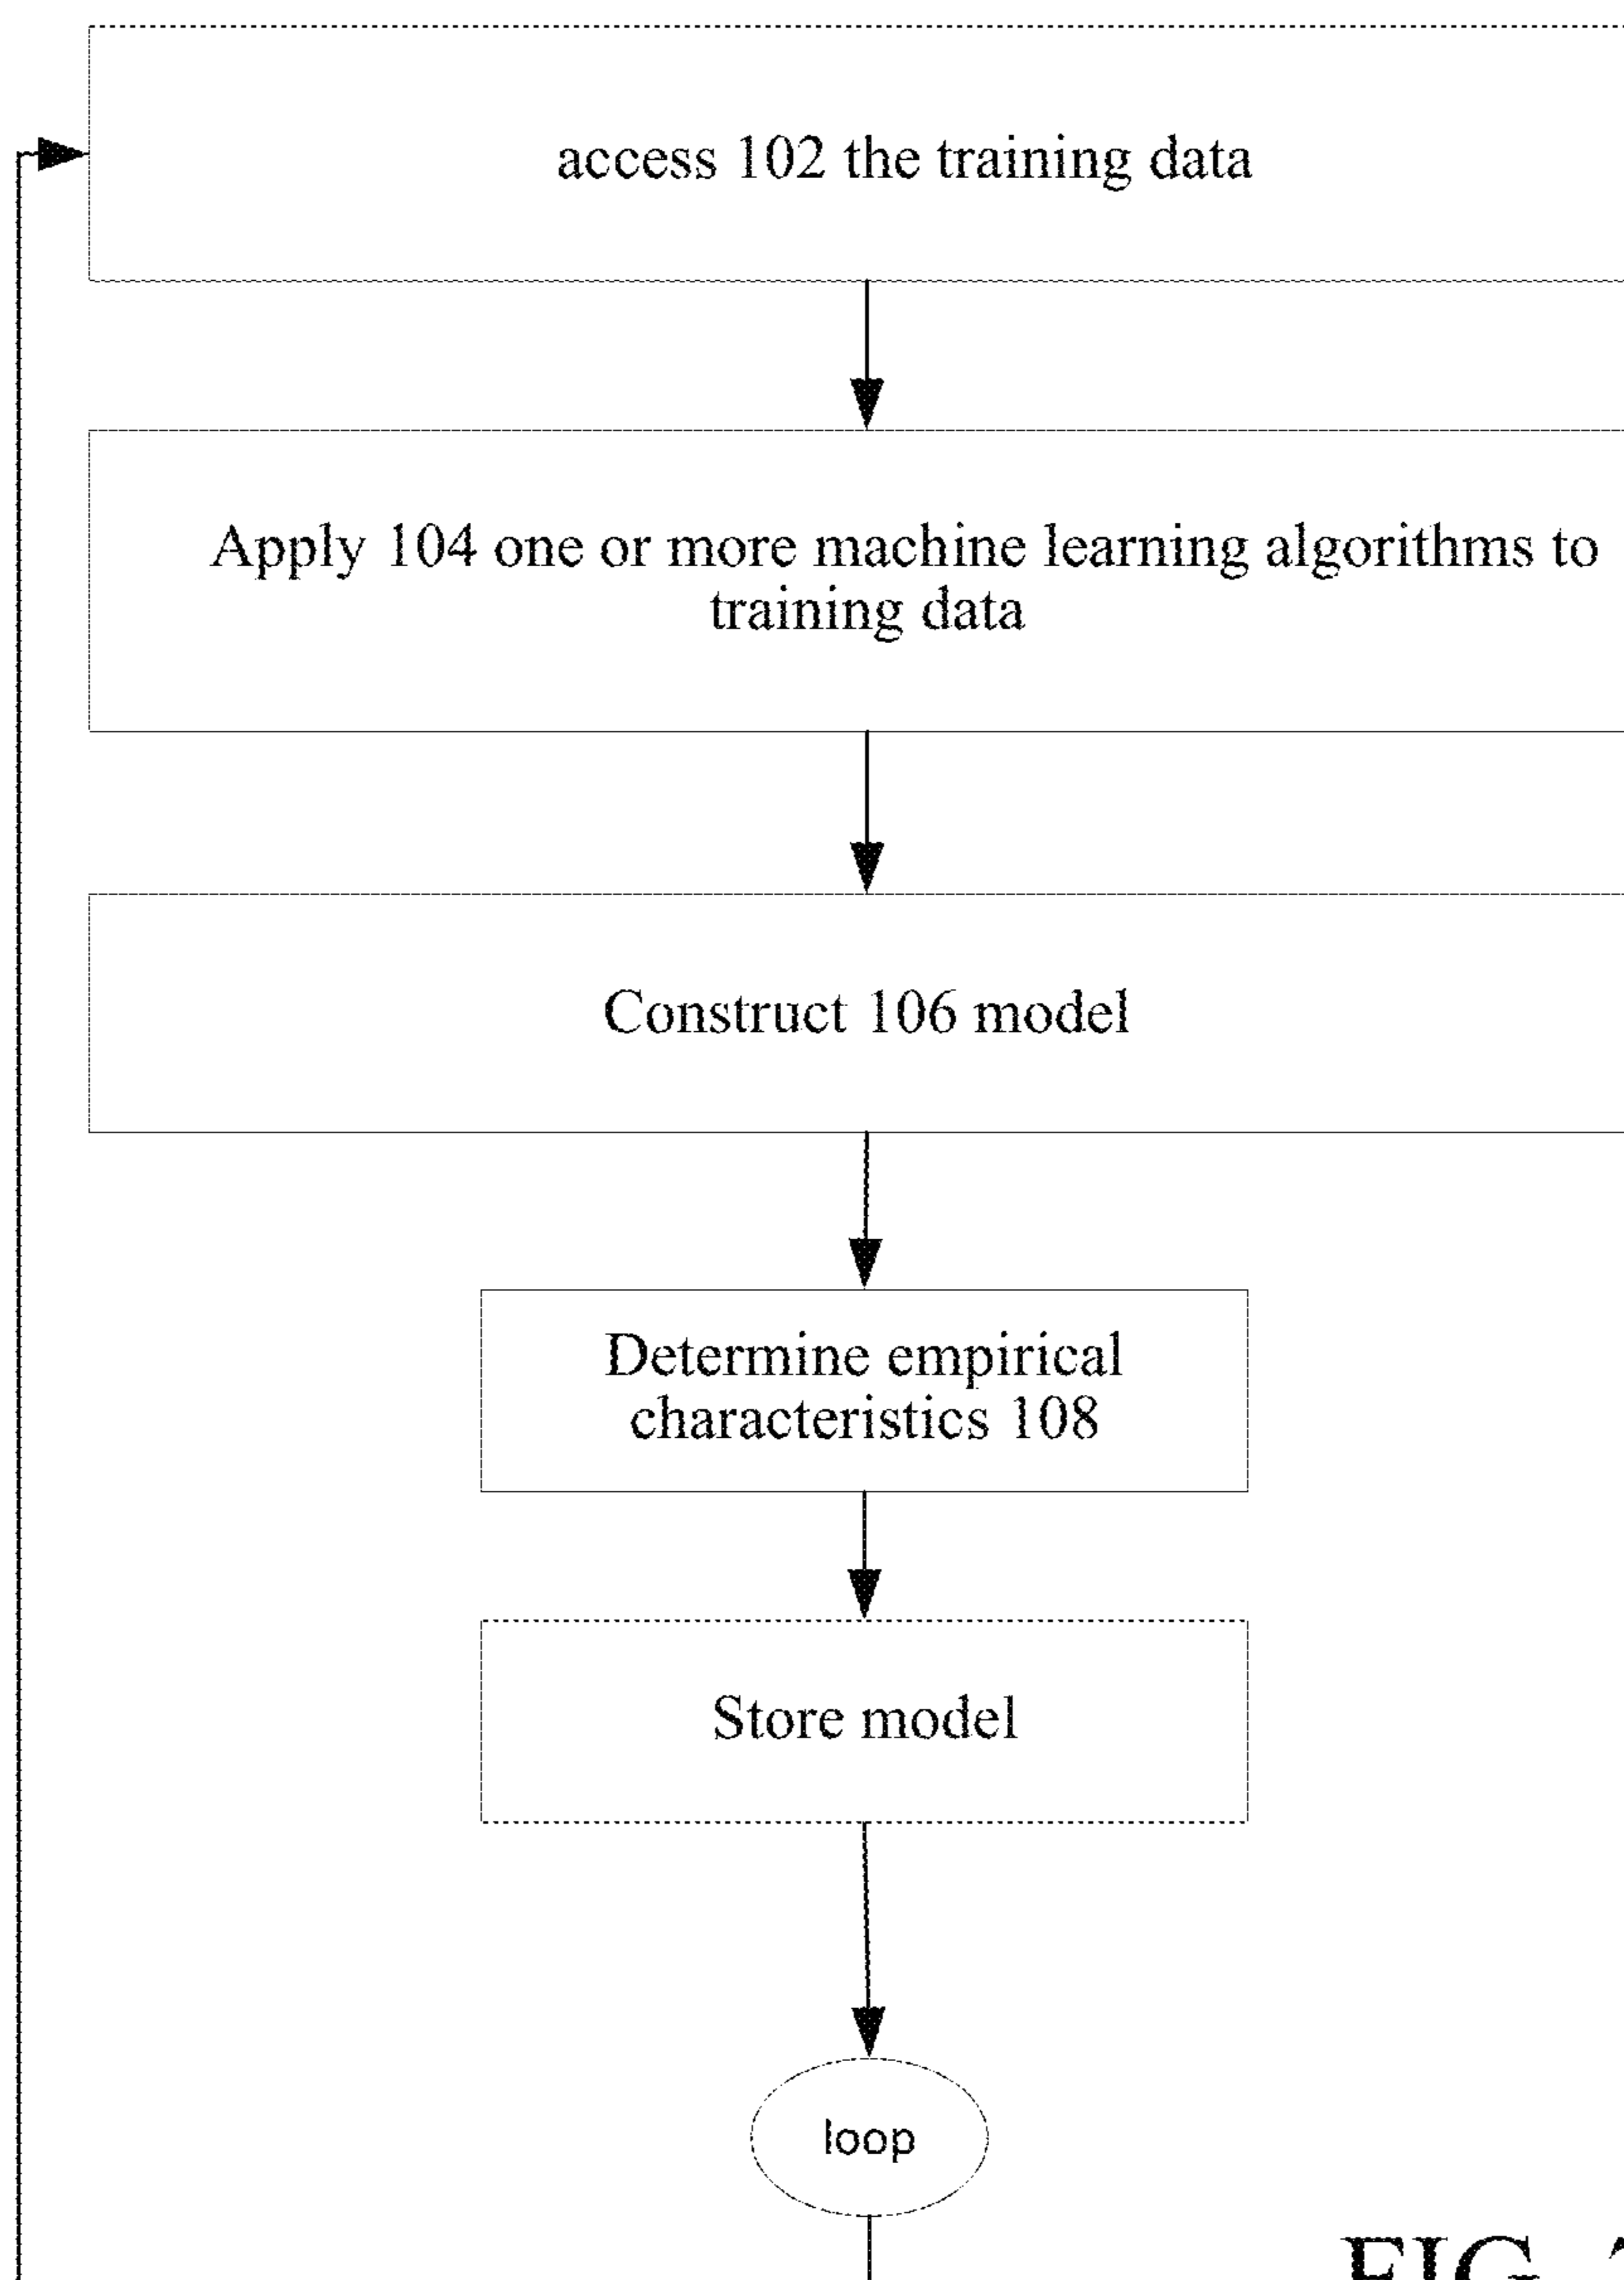 access 102 the training data
Apply 104 one or more machine learning algorithms to
training data
Construct 106 model
Determine empirical
characteristics 108
Store model
loop
FIG.